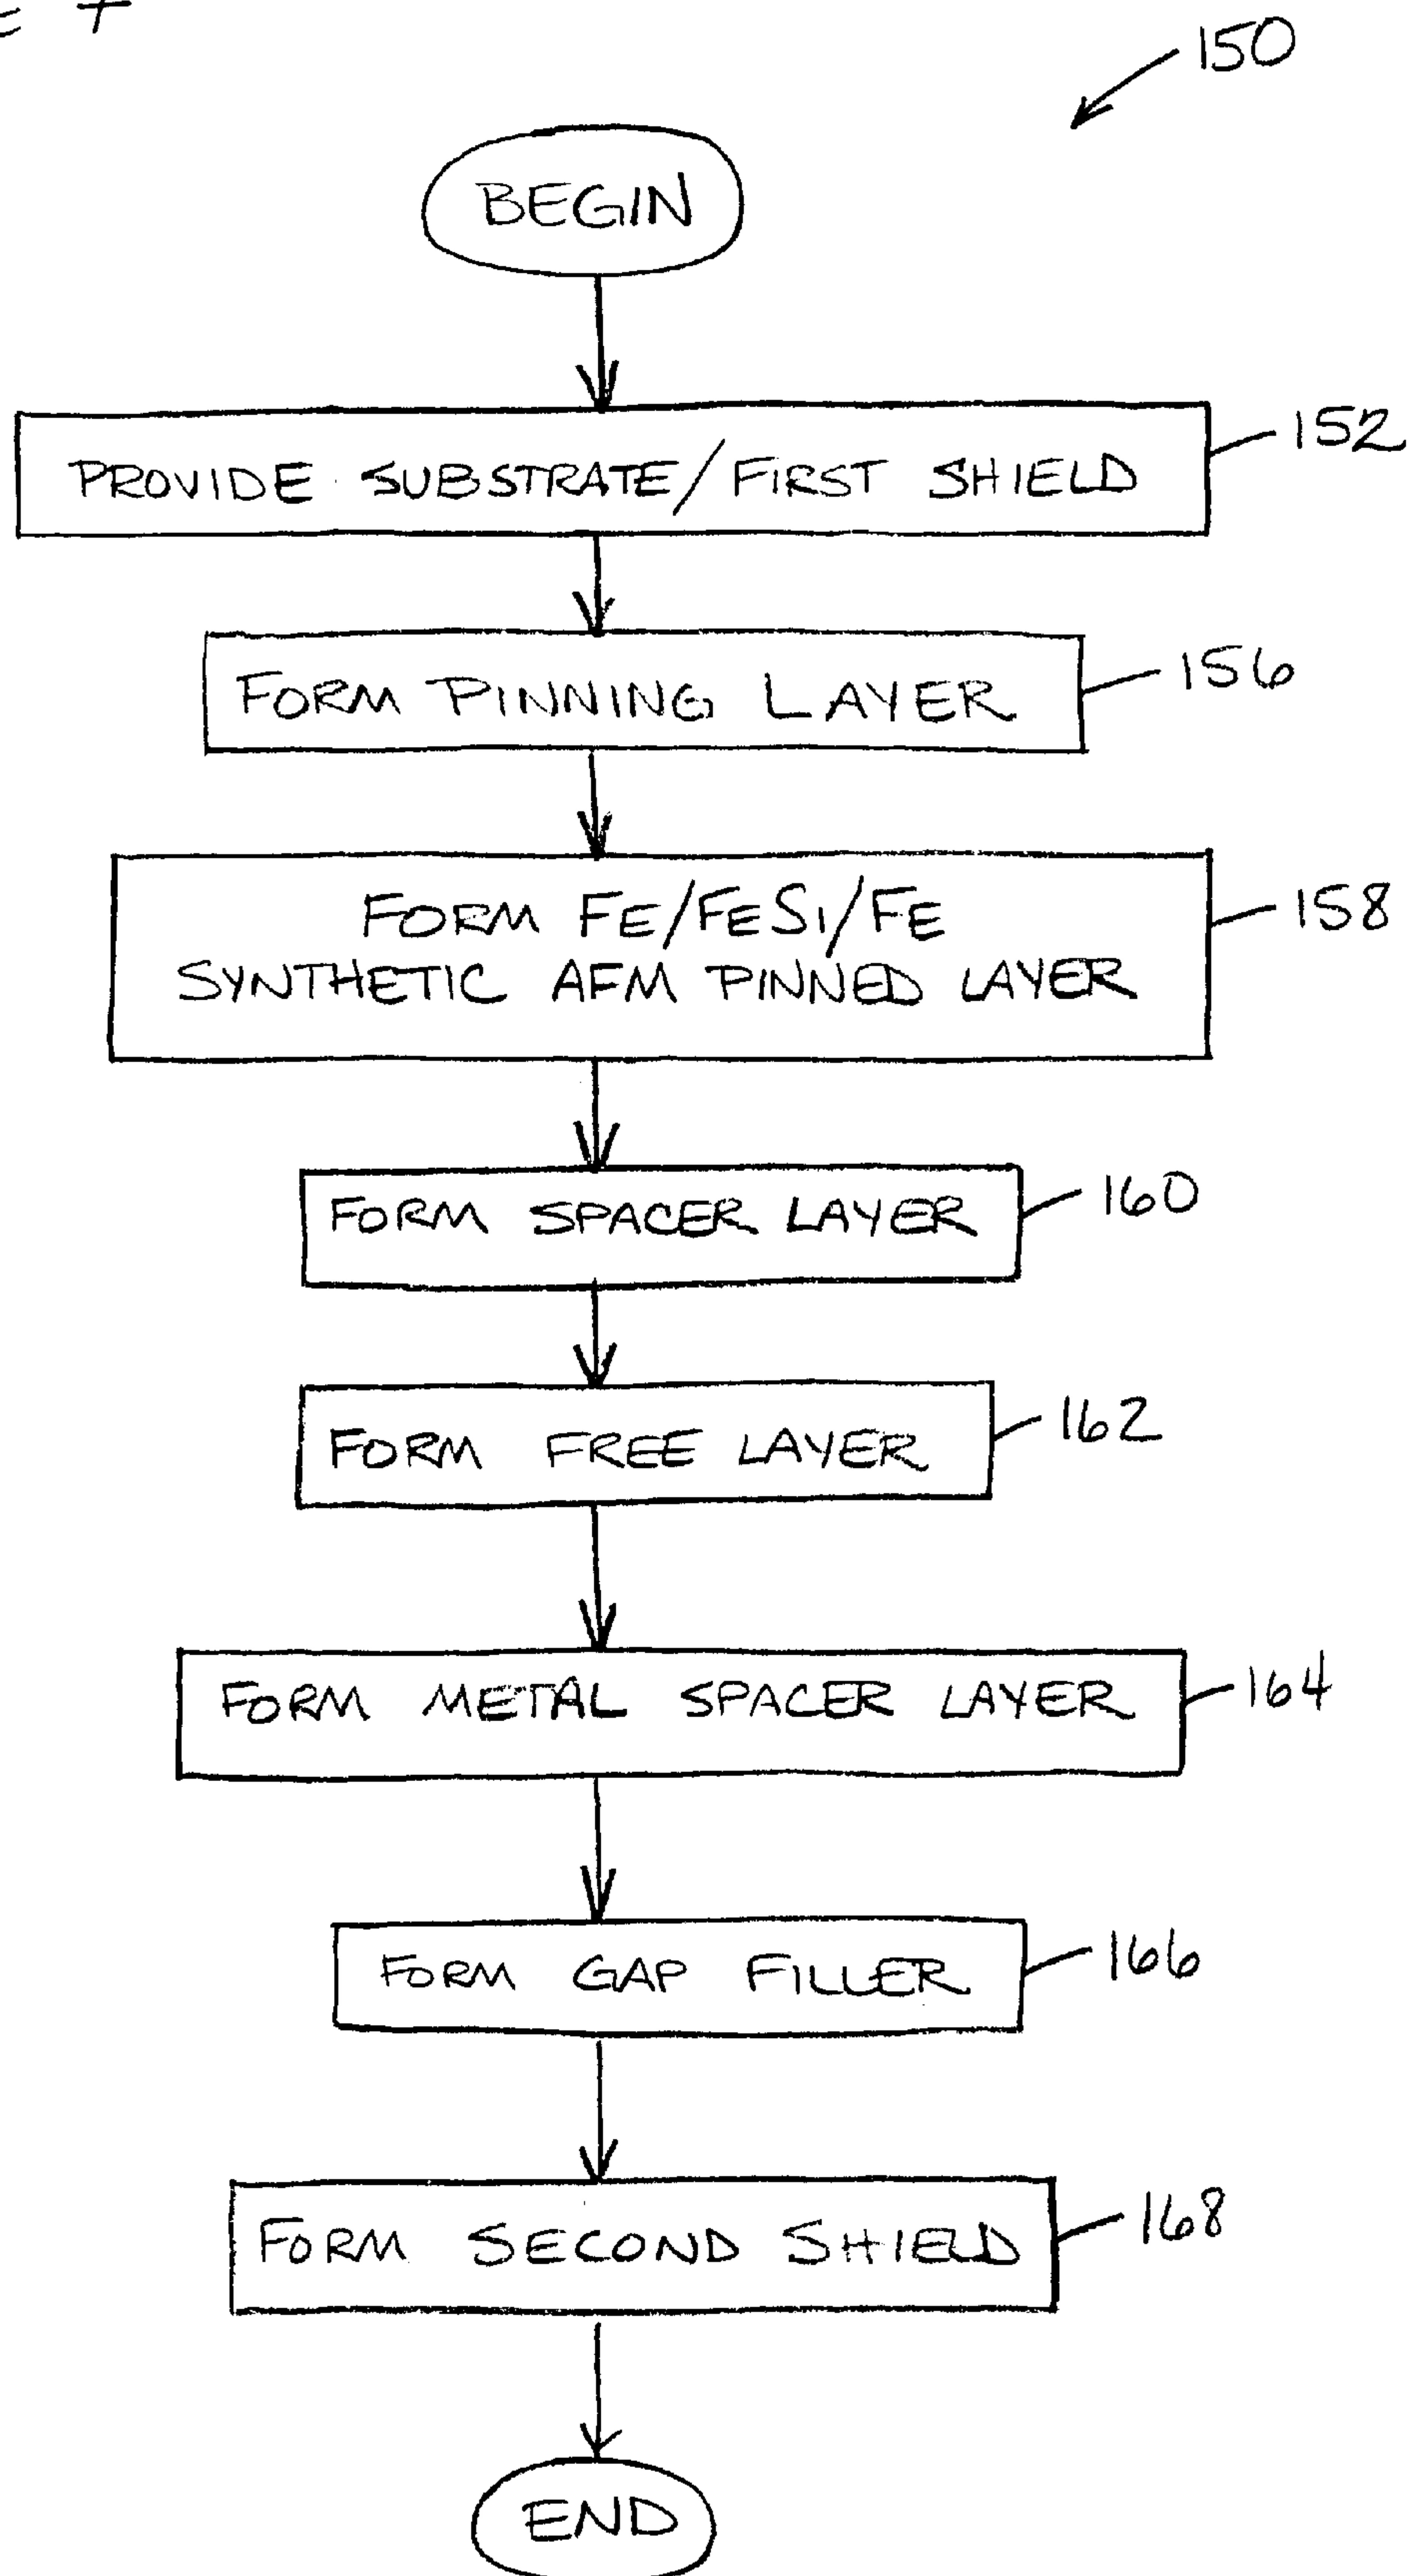 150
BEGIN
PROVIDE SUBSTRATE/FIRST SHIELD
152
FORM PINNING LAYER
156
FORM FE/FESI/FE
SYNTHETIC AFM PINNED LAYER
158
FORM SPACER LAYER
160
FORM FREE LAYER
162
FORM METAL SPACER LAYER
164
FORM GAP FILLER
166
FORM SECOND SHIELD
168
END